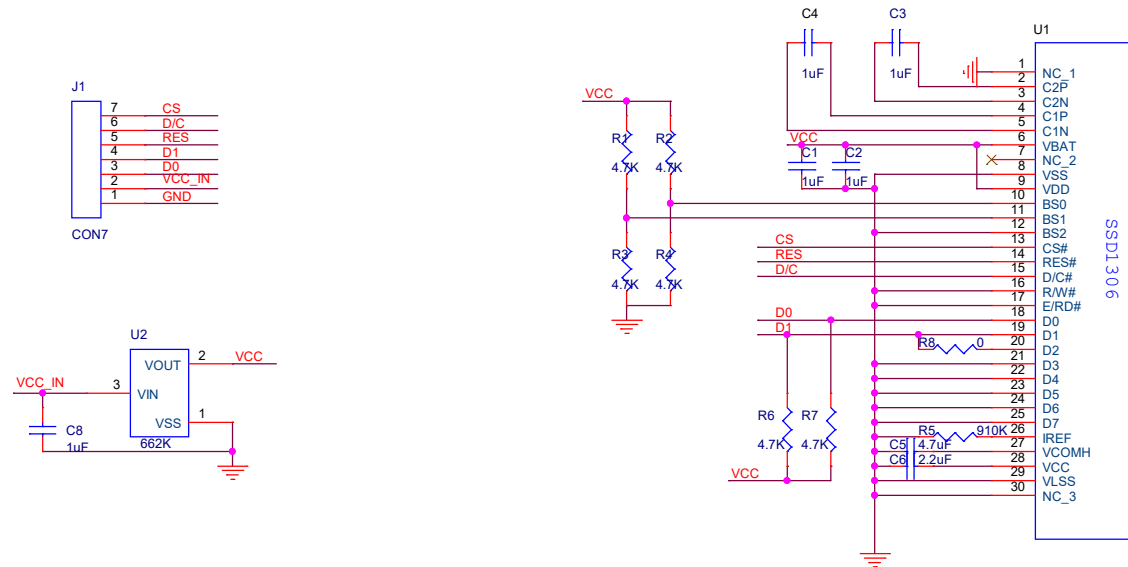 J1
7 CS
6 D/C
5 RES
4 D1
3 D0
2 VCC_IN
1 GND
CON7
U2
VOUT 2 VCC
VCC_IN 3 VIN
VSS 1
662K
C8
1uF
C4
1uF
C3
1uF
VCC
R1
4.7K
R2
4.7K
R3
4.7K
R4
4.7K
VCC
C1
1uF
C2
1uF
CS
RES
D/C
D0
D1
R8 0
R6
4.7K
R7
4.7K
VCC
R5 910K
C5 4.7uF
C6 2.2uF
U1
1 NC_1
2 C2P
3 C2N
4 C1P
5 C1N
6 VBAT
7 NC_2
8 VSS
9 VDD
10 BS0
11 BS1
12 BS2
13 CS#
14 RES#
15 D/C#
16 R/W#
17 E/RD#
18 D0
19 D1
20 D2
21 D3
22 D4
23 D5
24 D6
25 D7
26 IREF
27 VCOMH
28 VCC
29 VLSS
30 NC_3
SSD1306